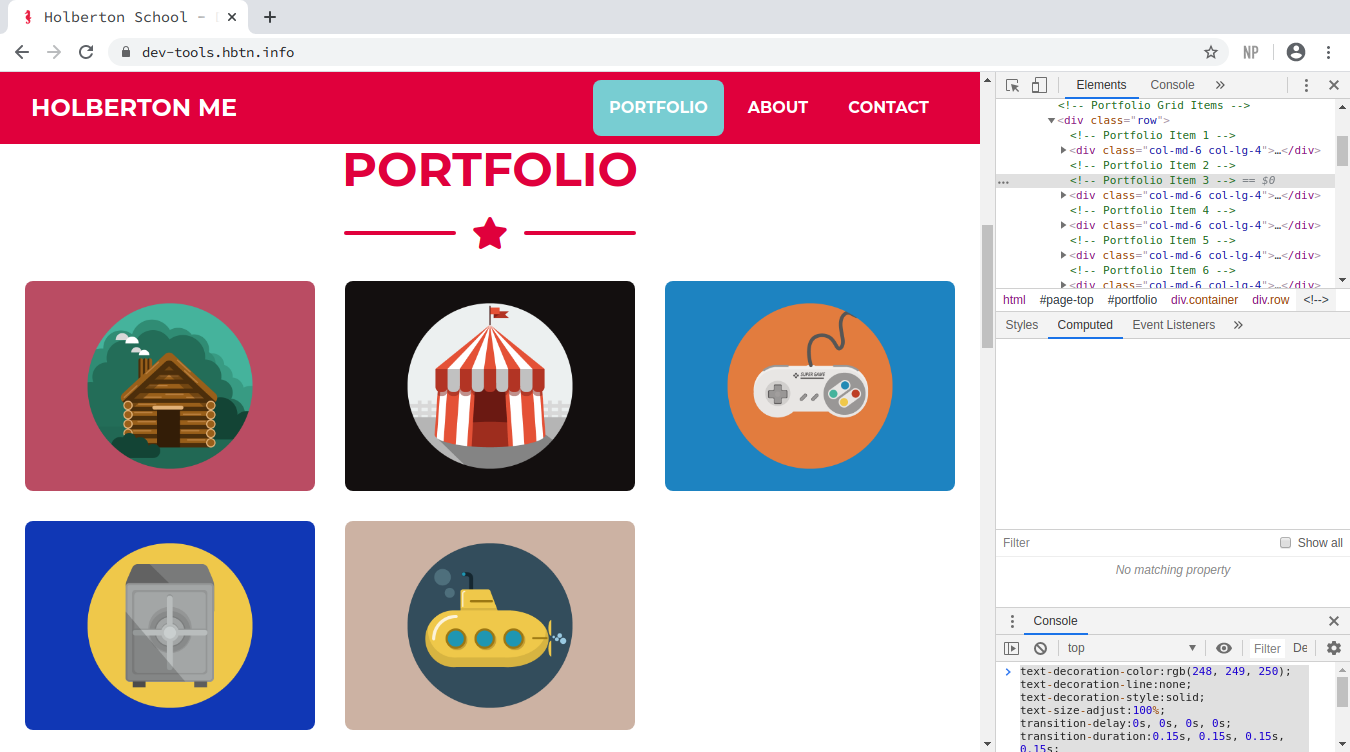 Holberton School –
dev-tools.hbtn.info
NP
HOLBERTON ME
PORTFOLIO
ABOUT
CONTACT
PORTFOLIO
SUPER GAME
Elements
Console
<!-- Portfolio Grid Items -->
<div class="row">
<!-- Portfolio Item 1 -->
<div class="col-md-6 col-lg-4">…</div>
<!-- Portfolio Item 2 -->
<!-- Portfolio Item 3 --> == $0
<div class="col-md-6 col-lg-4">…</div>
<!-- Portfolio Item 4 -->
<div class="col-md-6 col-lg-4">…</div>
<!-- Portfolio Item 5 -->
<div class="col-md-6 col-lg-4">…</div>
<!-- Portfolio Item 6 -->
<div class="col-md-6 col-lg-4">…</div>
html #page-top #portfolio div.container div.row <!-->
Styles Computed Event Listeners
Filter
Show all
No matching property
Console
top
Filter
De
text-decoration-color:rgb(248, 249, 250);
text-decoration-line:none;
text-decoration-style:solid;
text-size-adjust:100%;
transition-delay:0s, 0s, 0s, 0s;
transition-duration:0.15s, 0.15s, 0.15s,
0.15s;